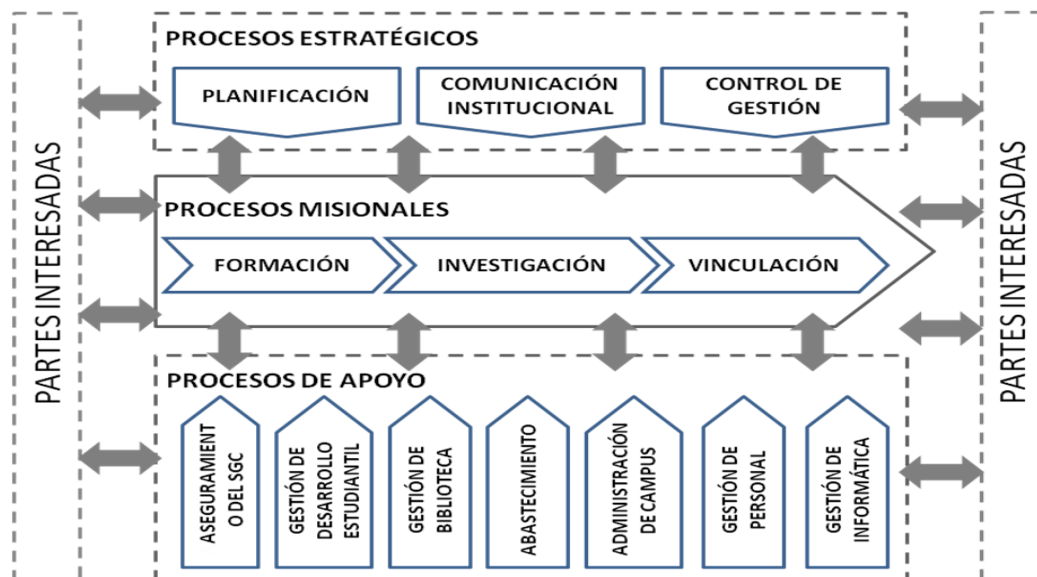 PARTES INTERESADAS
PROCESOS ESTRATÉGICOS
PLANIFICACIÓN
COMUNICACIÓN
INSTITUCIONAL
CONTROL DE
GESTIÓN
PROCESOS MISIONALES
FORMACIÓN
INVESTIGACIÓN
VINCULACIÓN
PROCESOS DE APOYO
ASEGURAMIENT
O DEL SGC
GESTIÓN DE
DESARROLLO
ESTUDIANTIL
GESTIÓN DE
BIBLIOTECA
ABASTECIMIENTO
ADMINISTRACIÓN
DE CAMPUS
GESTIÓN DE
PERSONAL
GESTIÓN DE
INFORMÁTICA
PARTES INTERESADAS